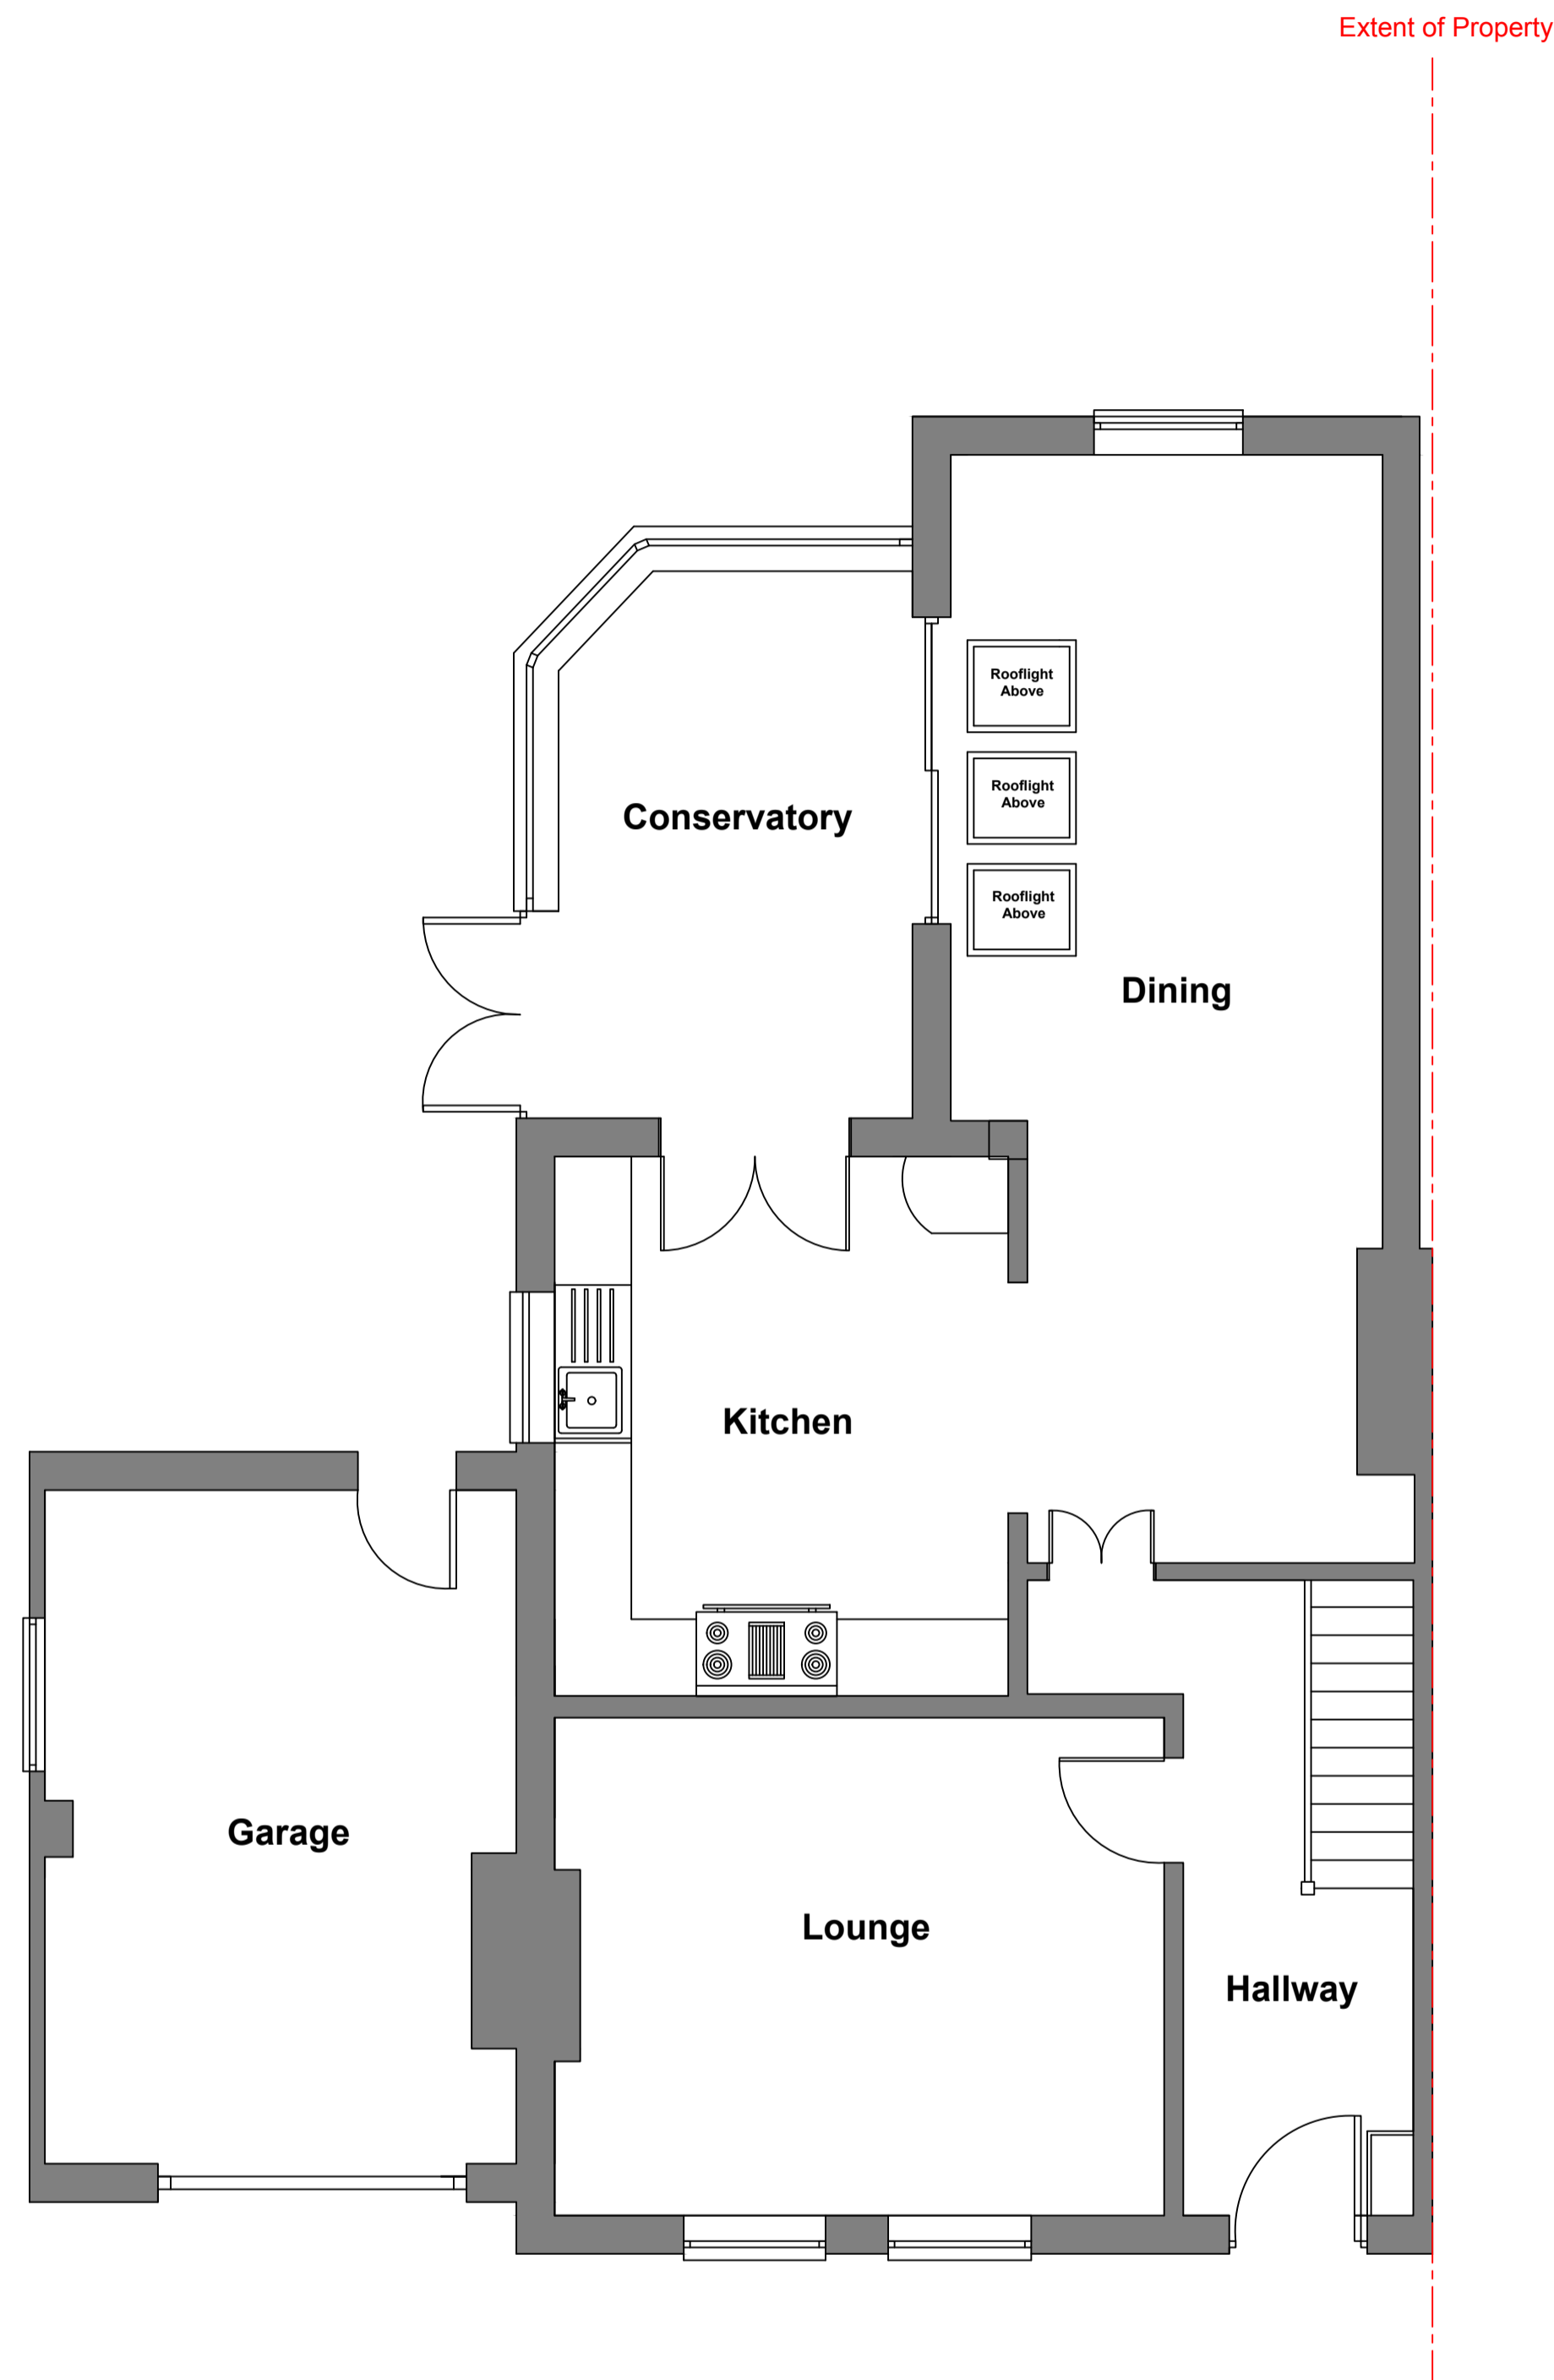 Extent of Property
Rooflight
Above
Rooflight
Above
Conservatory
Rooflight
Above
Dining
Kitchen
Garage
Lounge
Hallway